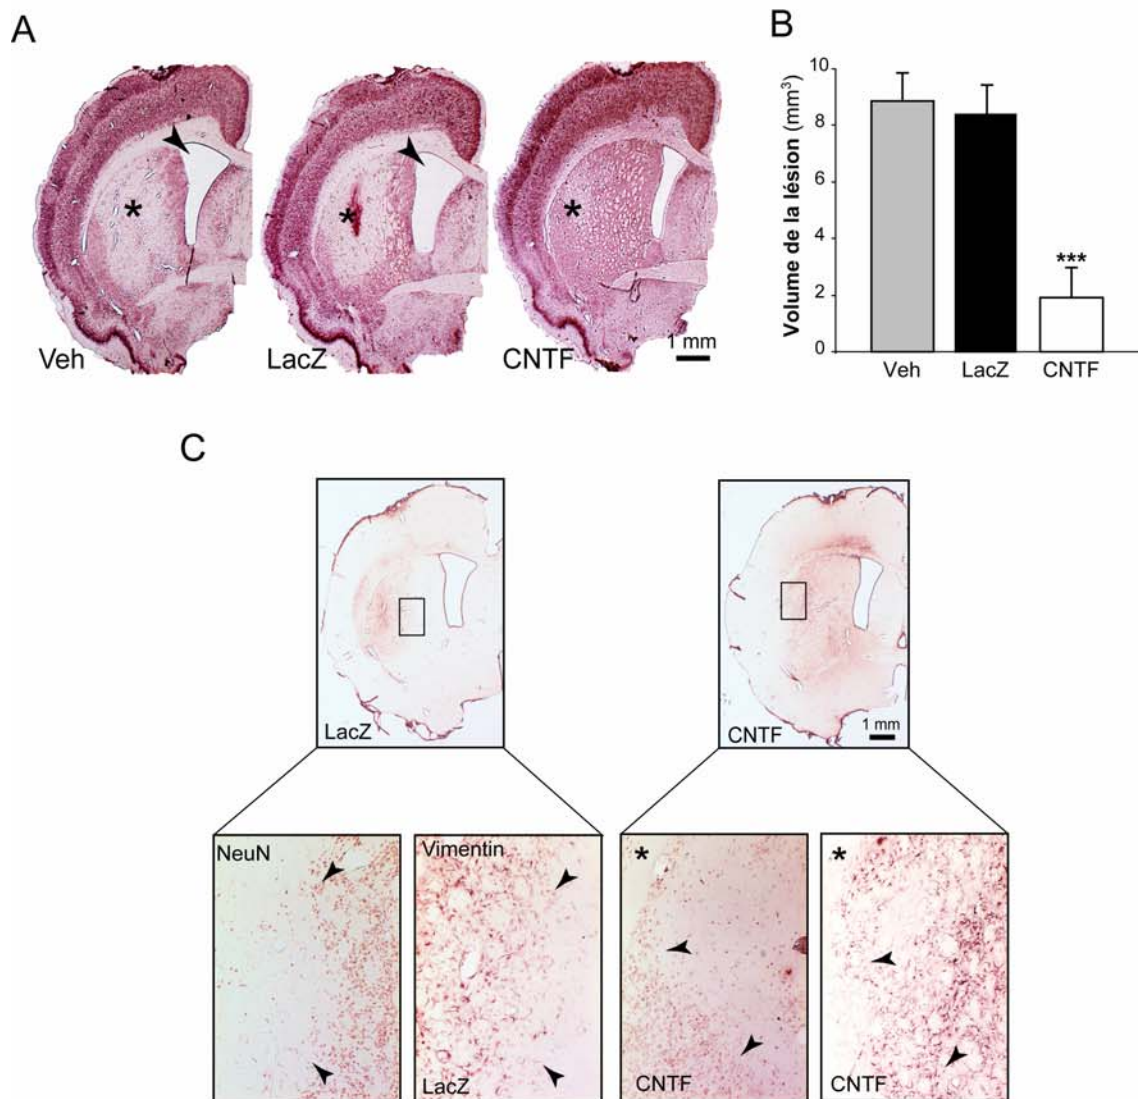 A
B
*
*
*
Veh
LacZ
CNTF
1 mm
Volume de la lésion (mm³)
10
8
6
4
2
0
***
Veh
LacZ
CNTF
C
LacZ
CNTF
1 mm
NeuN
Vimentin
*
*
LacZ
CNTF
CNTF